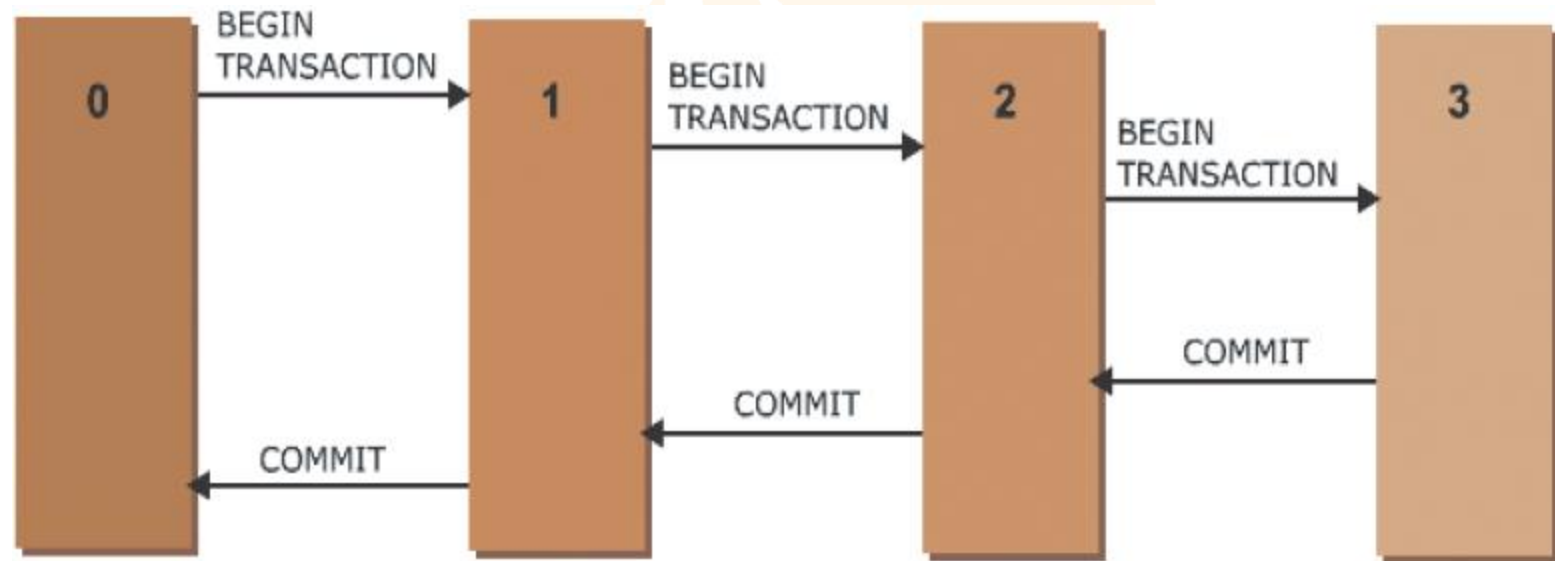 BEGIN
TRANSACTION
0
1
BEGIN
TRANSACTION
2
BEGIN
TRANSACTION
3
COMMIT
COMMIT
COMMIT